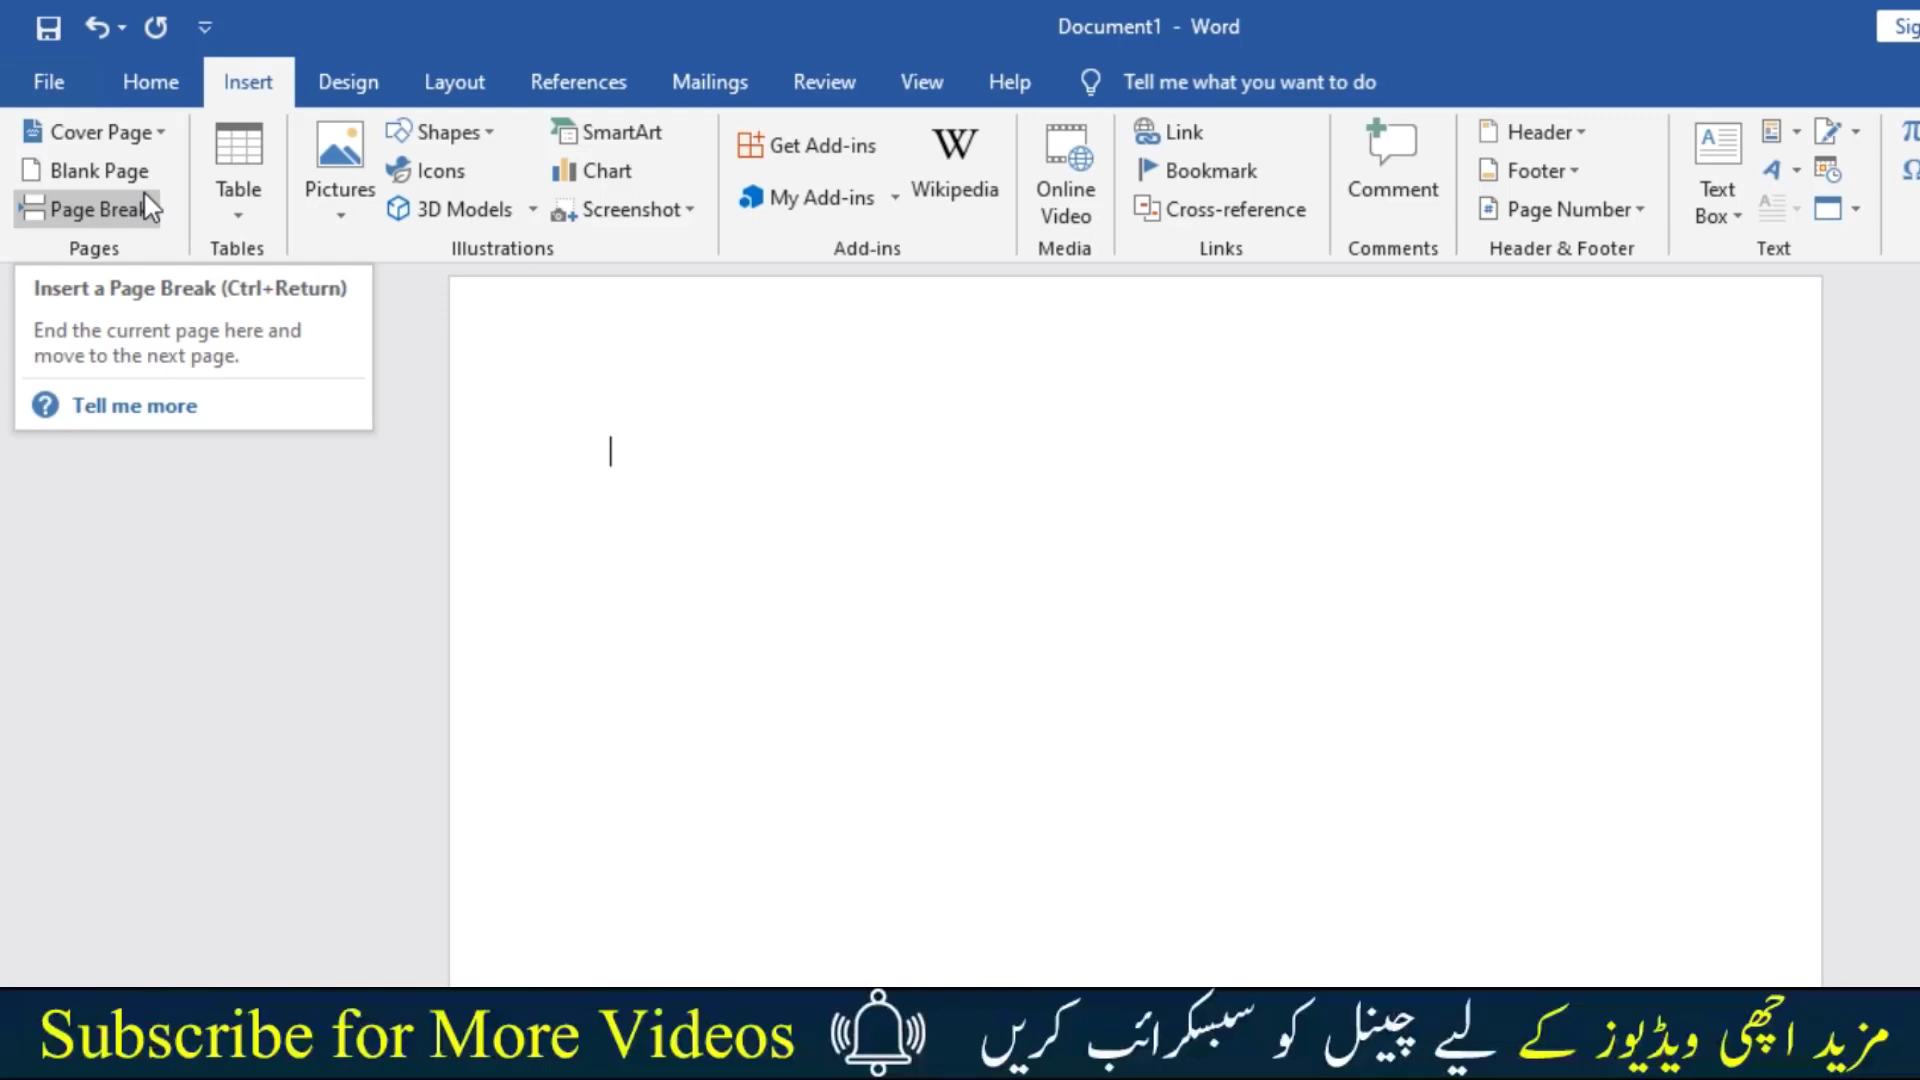 Document1 - Word
Sig
File Home Insert Design Layout References Mailings Review View Help Tell me what you want to do
Cover Page
Blank Page
Page Break
Pages
Table
Tables
Pictures
Shapes
Icons
3D Models
SmartArt
Chart
Screenshot
Illustrations
Get Add-ins
My Add-ins
W
Wikipedia
Add-ins
Online
Video
Media
Link
Bookmark
Cross-reference
Links
Comment
Comments
Header
Footer
# Page Number
Header & Footer
A
Text
Box
A
Text
π
Ω
Insert a Page Break (Ctrl+Return)
End the current page here and
move to the next page.
? Tell me more
Subscribe for More Videos
مزید اچھی ویڈیوز کے لیے چینل کو سبسکرائب کریں